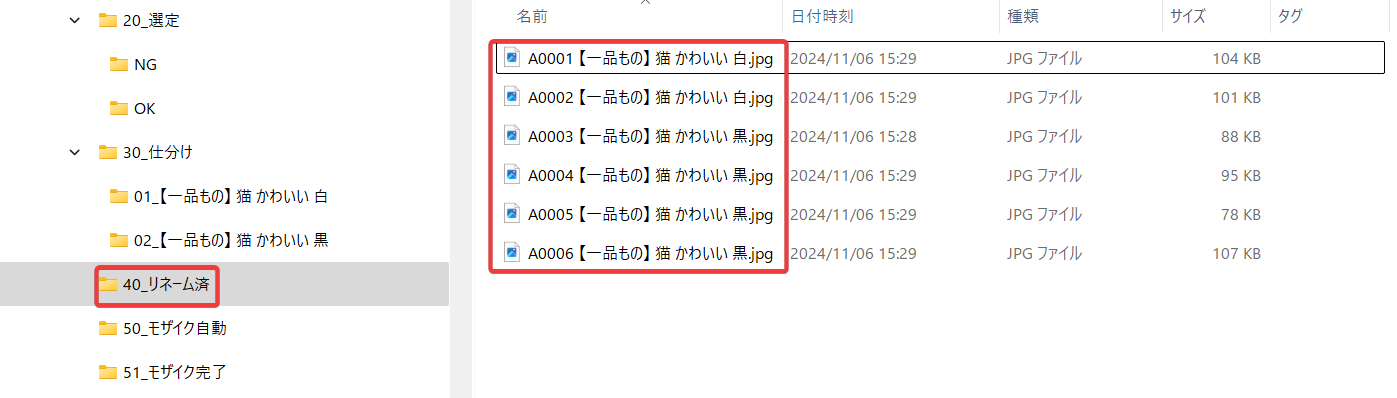 20_選定
NG
OK
30_仕分け
01_【一品もの】 猫 かわいい 白
02_【一品もの】 猫 かわいい 黒
40_リネーム済
50_モザイク自動
51_モザイク完了
名前 日付時刻 種類 サイズ タグ
A0001 【一品もの】 猫 かわいい 白.jpg 2024/11/06 15:29 JPG ファイル 104 KB
A0002 【一品もの】 猫 かわいい 白.jpg 2024/11/06 15:29 JPG ファイル 101 KB
A0003 【一品もの】 猫 かわいい 黒.jpg 2024/11/06 15:28 JPG ファイル 88 KB
A0004 【一品もの】 猫 かわいい 黒.jpg 2024/11/06 15:29 JPG ファイル 95 KB
A0005 【一品もの】 猫 かわいい 黒.jpg 2024/11/06 15:29 JPG ファイル 78 KB
A0006 【一品もの】 猫 かわいい 黒.jpg 2024/11/06 15:29 JPG ファイル 107 KB